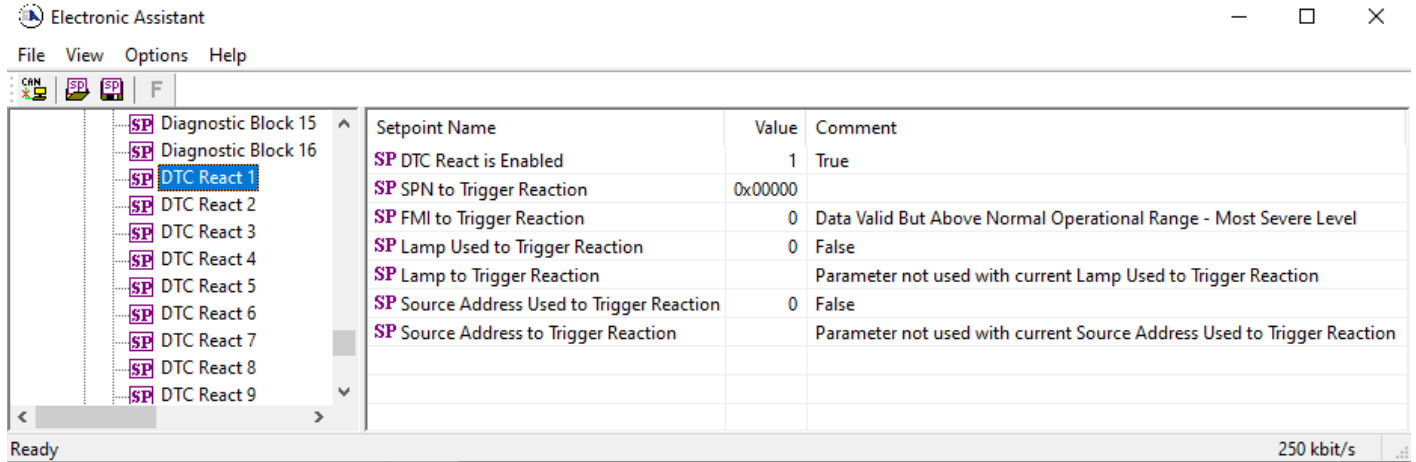 Electronic Assistant
File View Options Help
CAN SP SP F
SP Diagnostic Block 15
SP Diagnostic Block 16
SP DTC React 1
SP DTC React 2
SP DTC React 3
SP DTC React 4
SP DTC React 5
SP DTC React 6
SP DTC React 7
SP DTC React 8
SP DTC React 9
Setpoint Name Value Comment
SP DTC React is Enabled 1 True
SP SPN to Trigger Reaction 0x00000
SP FMI to Trigger Reaction 0 Data Valid But Above Normal Operational Range - Most Severe Level
SP Lamp Used to Trigger Reaction 0 False
SP Lamp to Trigger Reaction Parameter not used with current Lamp Used to Trigger Reaction
SP Source Address Used to Trigger Reaction 0 False
SP Source Address to Trigger Reaction Parameter not used with current Source Address Used to Trigger Reaction
Ready 250 kbit/s